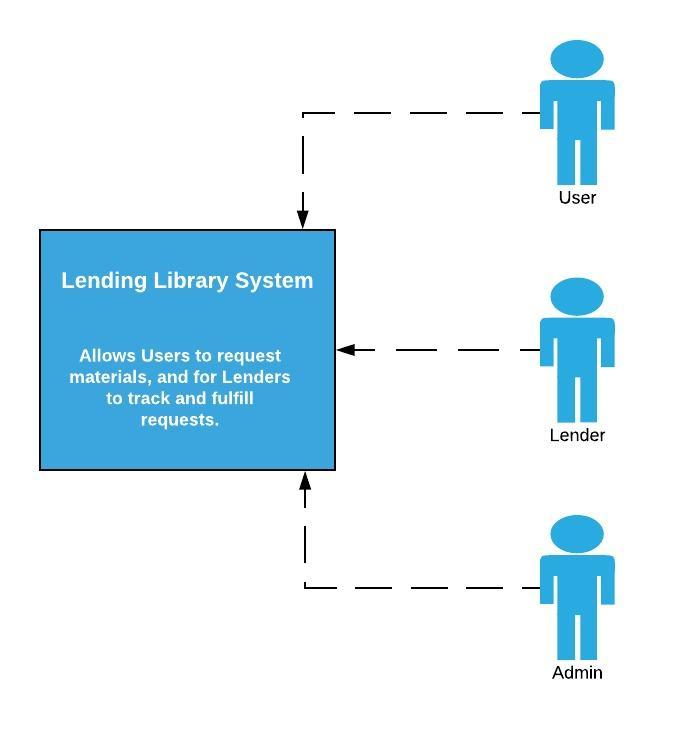 User
Lending Library System
Allows Users to request
materials, and for Lenders
to track and fulfill
requests.
Lender
Admin